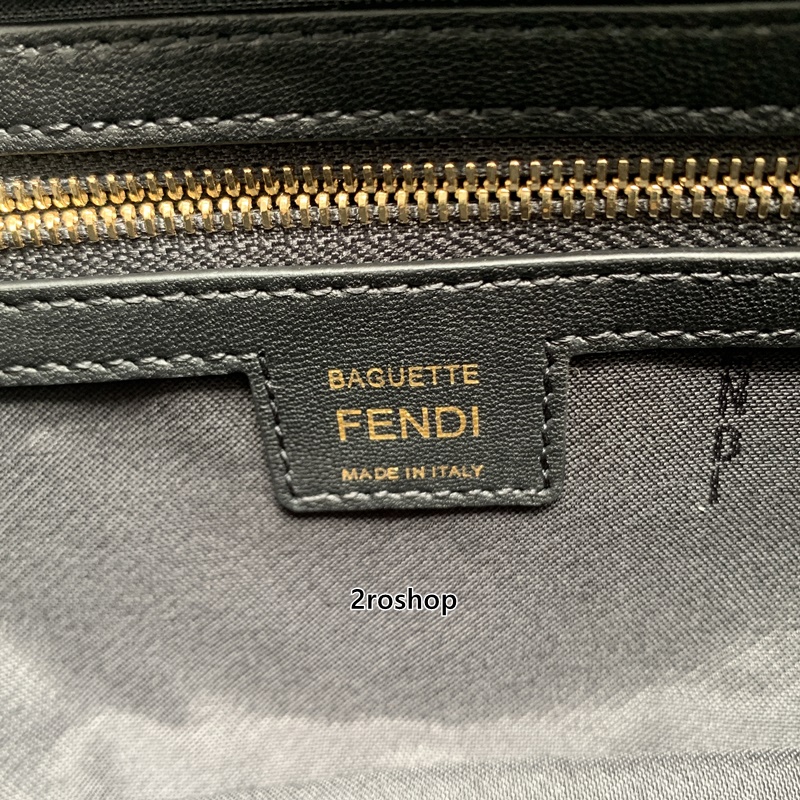 BAGUETTE
FENDI
MADE IN ITALY
N
D
I
2roshop